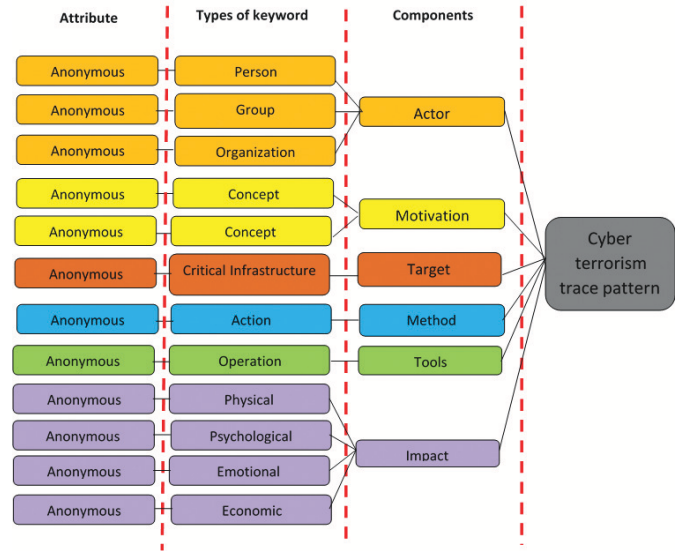 Attribute Types of keyword Components
Anonymous Person
Anonymous Group Actor
Anonymous Organization
Anonymous Concept
Anonymous Concept Motivation
Anonymous Critical Infrastructure Target
Anonymous Action Method
Anonymous Operation Tools
Anonymous Physical
Anonymous Psychological
Anonymous Emotional
Anonymous Economic
Impact
Cyber
terrorism
trace pattern